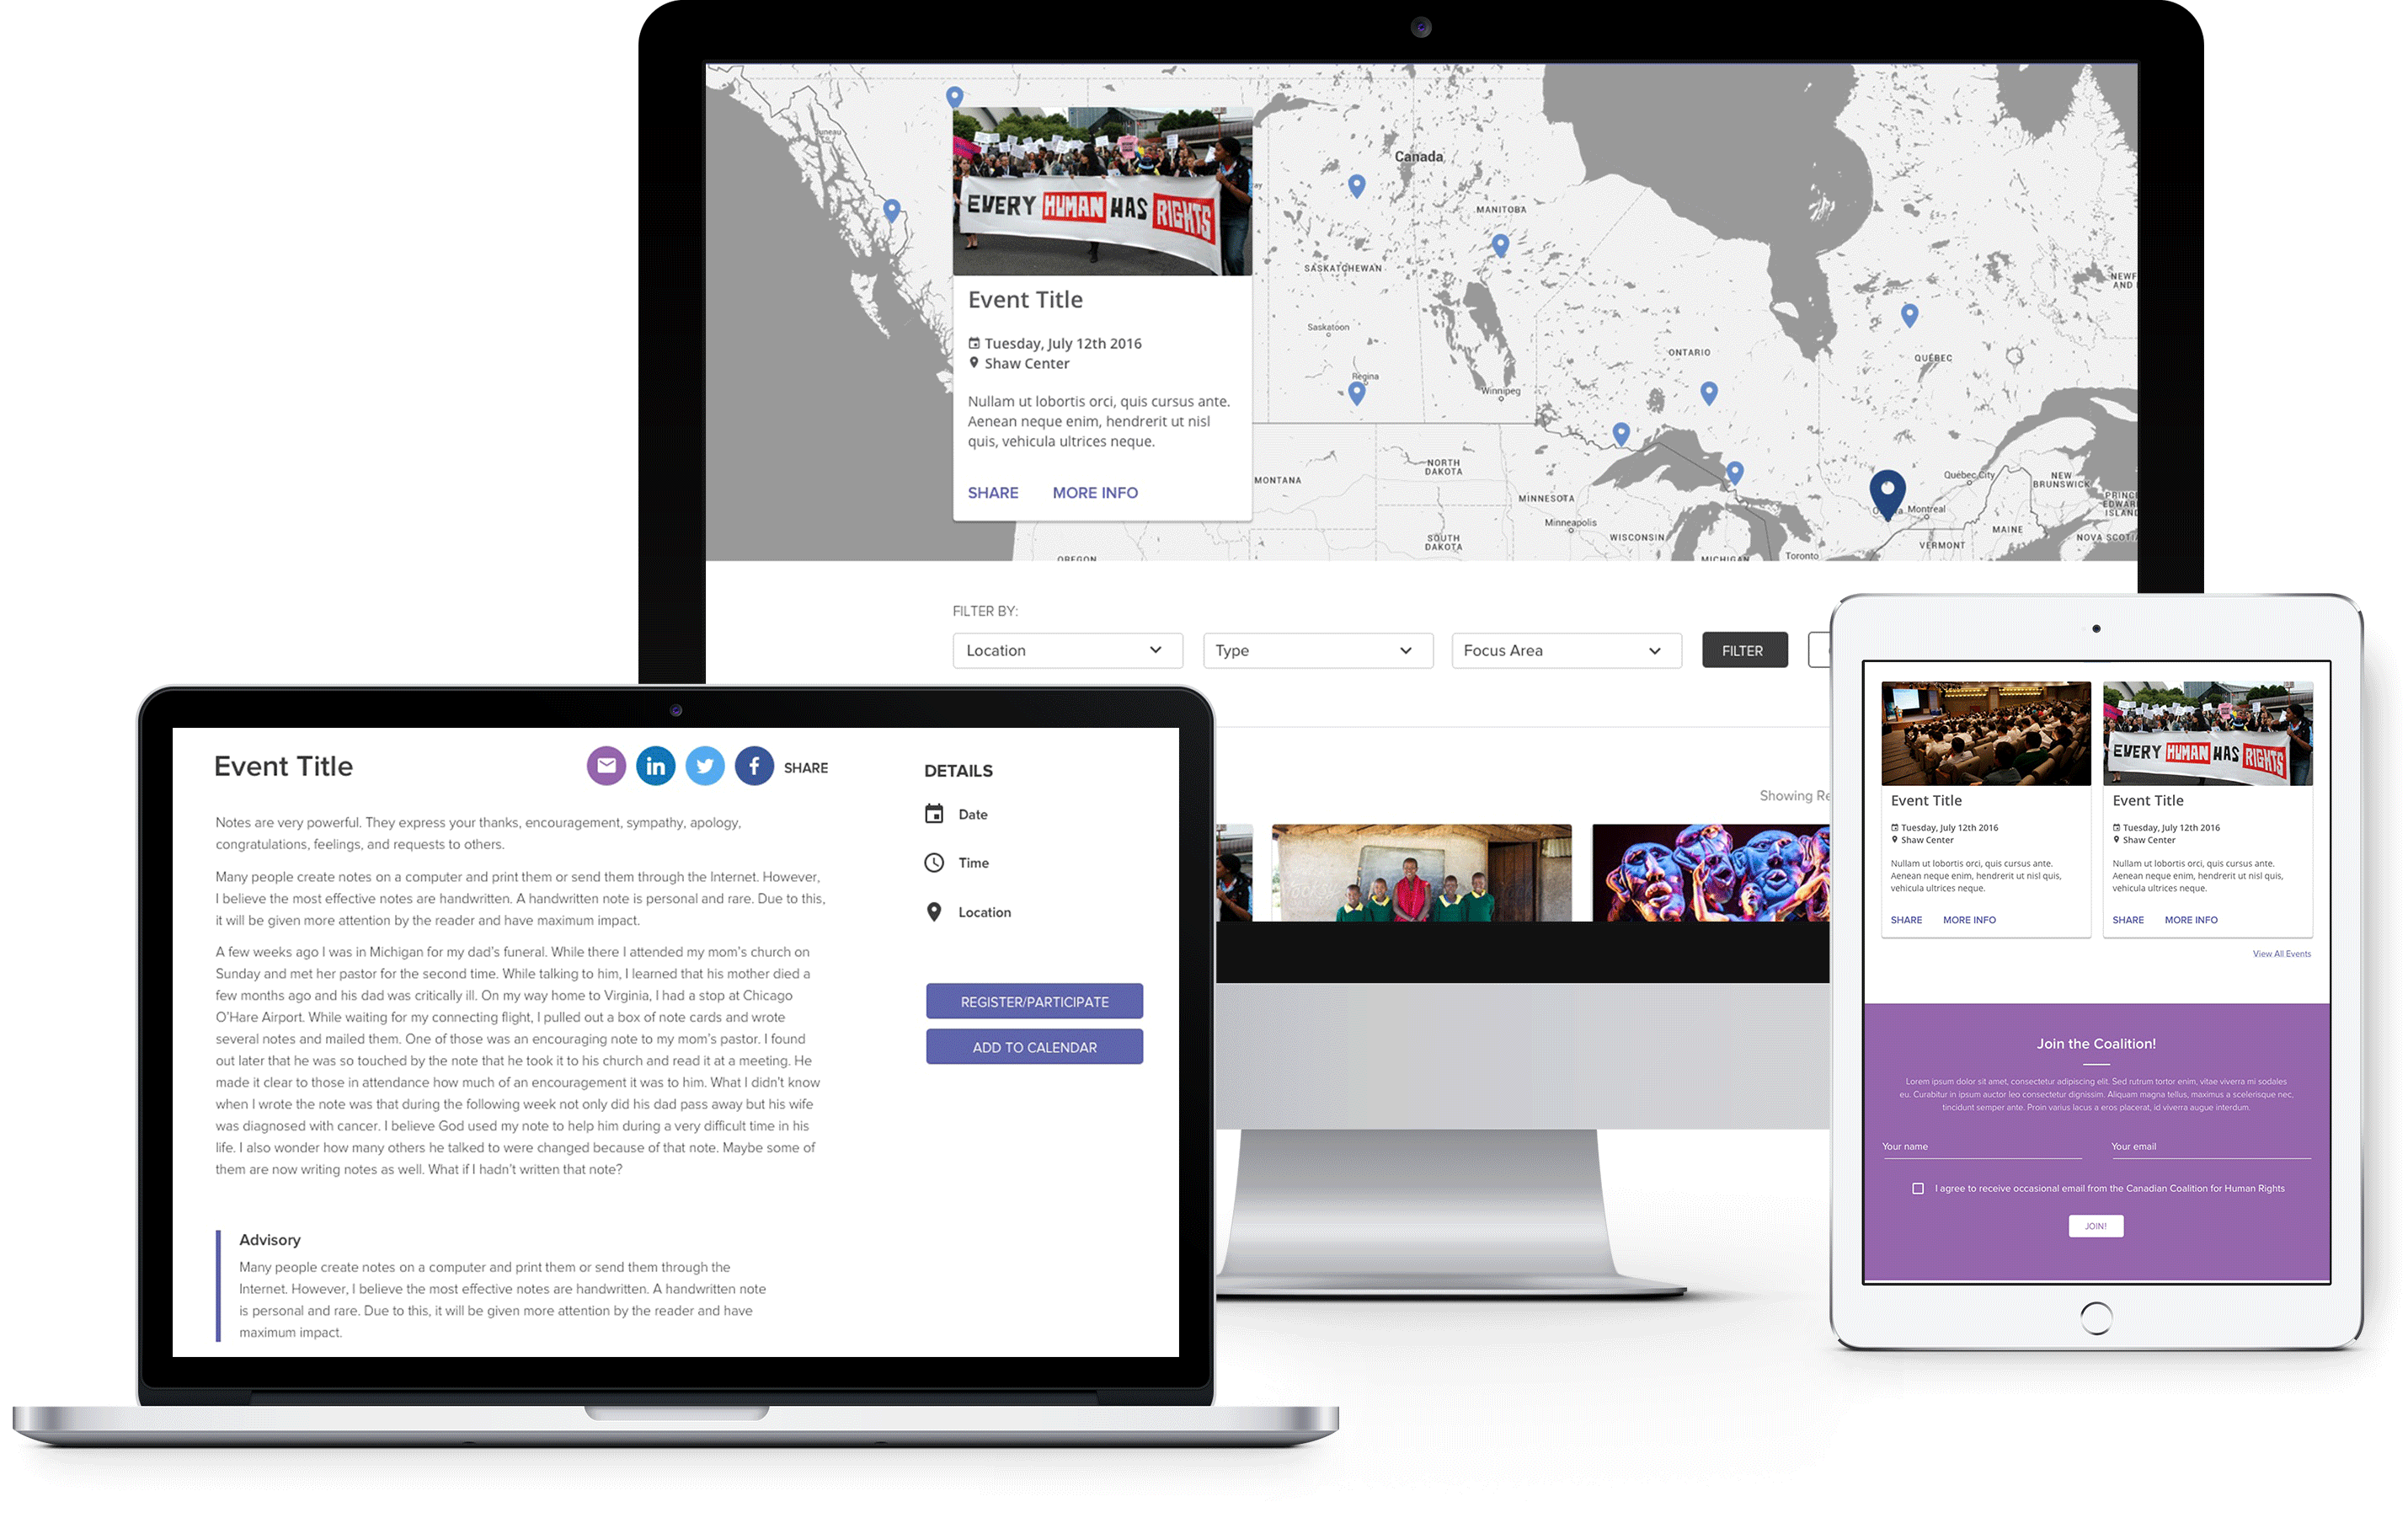 Juneau
Canada
MANITOBA
SASKATCHEWAN
Saskatoon
Regina
Winnipeg
ONTARIO
QUÉBEC
NEWF
AND
Québec City
NEW
BRUNSWICK
PRINCE
EDWARD
ISLAND
NOVA SCOTI
Montreal
MAINE
VERMONT
Toronto
MICHIGAN
WISCONSIN
MINNESOTA
Minneapolis
NORTH
DAKOTA
SOUTH
DAKOTA
MONTANA
OREGON
EVERY HUMAN HAS RIGHTS
Event Title
Tuesday, July 12th 2016
Shaw Center
Nullam ut lobortis orci, quis cursus ante.
Aenean neque enim, hendrerit ut nisl
quis, vehicula ultrices neque.
SHARE MORE INFO
FILTER BY:
Location Type Focus Area FILTER
Showing Re
Event Title
SHARE
Notes are very powerful. They express your thanks, encouragement, sympathy, apology,
congratulations, feelings, and requests to others.
Many people create notes on a computer and print them or send them through the Internet. However,
I believe the most effective notes are handwritten. A handwritten note is personal and rare. Due to this,
it will be given more attention by the reader and have maximum impact.
A few weeks ago I was in Michigan for my dad's funeral. While there I attended my mom's church on
Sunday and met her pastor for the second time. While talking to him, I learned that his mother died a
few months ago and his dad was critically ill. On my way home to Virginia, I had a stop at Chicago
O'Hare Airport. While waiting for my connecting flight, I pulled out a box of note cards and wrote
several notes and mailed them. One of those was an encouraging note to my mom's pastor. I found
out later that he was so touched by the note that he took it to his church and read it at a meeting. He
made it clear to those in attendance how much of an encouragement it was to him. What I didn't know
when I wrote the note was that during the following week not only did his dad pass away but his wife
was diagnosed with cancer. I believe God used my note to help him during a very difficult time in his
life. I also wonder how many others he talked to were changed because of that note. Maybe some of
them are now writing notes as well. What if I hadn't written that note?
Advisory
Many people create notes on a computer and print them or send them through the
Internet. However, I believe the most effective notes are handwritten. A handwritten note
is personal and rare. Due to this, it will be given more attention by the reader and have
maximum impact.
DETAILS
Date
Time
Location
REGISTER/PARTICIPATE
ADD TO CALENDAR
Event Title
Tuesday, July 12th 2016
Shaw Center
Nullam ut lobortis orci, quis cursus ante.
Aenean neque enim, hendrerit ut nisl quis,
vehicula ultrices neque.
SHARE MORE INFO
EVERY HUMAN HAS RIGHTS
Event Title
Tuesday, July 12th 2016
Shaw Center
Nullam ut lobortis orci, quis cursus ante.
Aenean neque enim, hendrerit ut nisl quis,
vehicula ultrices neque.
SHARE MORE INFO
View All Events
Join the Coalition!
Lorem ipsum dolor sit amet, consectetur adipiscing elit. Sed rutrum tortor enim, vitae viverra mi sodales
eu. Curabitur in ipsum auctor leo consectetur dignissim. Aliquam magna tellus, maximus a scelerisque nec,
tincidunt semper ante. Proin varius lacus a eros placerat, id viverra augue interdum.
Your name Your email
I agree to receive occasional email from the Canadian Coalition for Human Rights
JOIN!